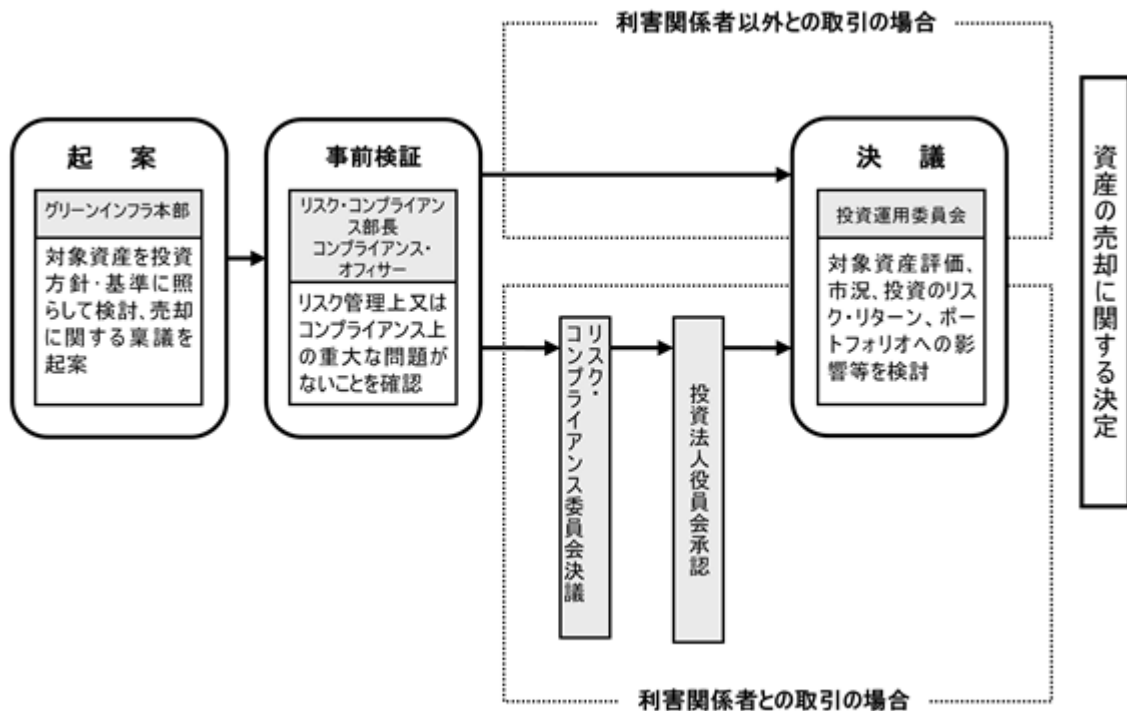 利害関係者以外との取引の場合
起　案
グリーンインフラ本部
対象資産を投資
方針・基準に照
らして検討、売却
に関する稟議を
起案
事前検証
リスク・コンプライアン
ス部長
コンプライアンス・
オフィサー
リスク管理上又は
コンプライアンス上
の重大な問題が
ないことを確認
リスク・
コンプライアンス委員会決議
投資法人役員会承認
決　議
投資運用委員会
対象資産評価、
市況、投資のリス
ク・リターン、ポー
トフォリオへの影
響等を検討
資産の売却に関する決定
利害関係者との取引の場合